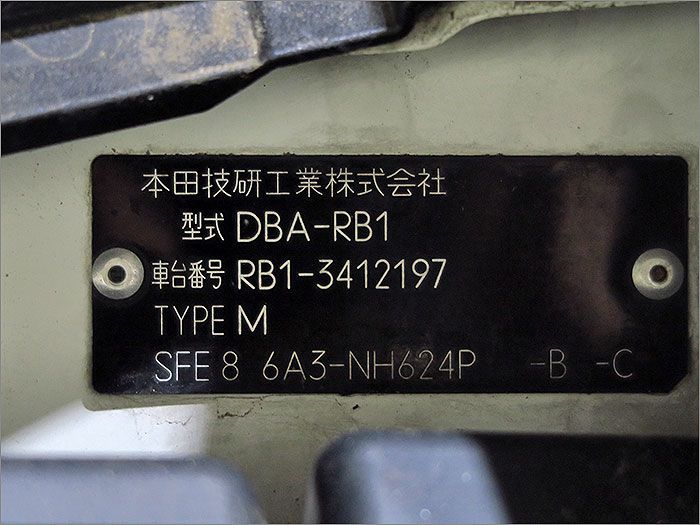 本田技研工業株式会社
型式 DBA-RB1
車台番号 RB1-3412197
TYPE M
SFE 8 6A3-NH624P -B -C